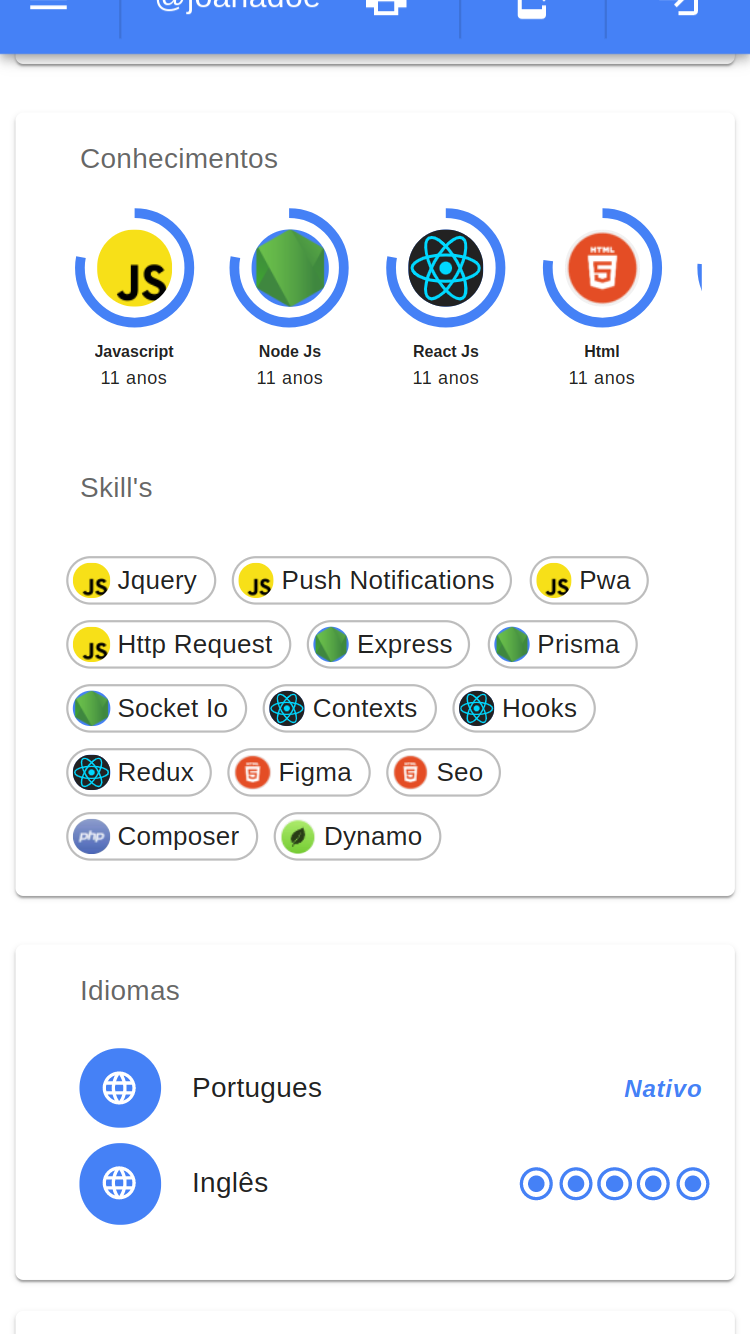 @joanadoe
Conhecimentos
JS
HTML
5
Javascript Node Js React Js Html
11 anos 11 anos 11 anos 11 anos
Skill's
JS Jquery JS Push Notifications JS Pwa
JS Http Request Express Prisma
Socket Io Contexts Hooks
Redux Figma Seo
php Composer Dynamo
Idiomas
Portugues Nativo
Inglês